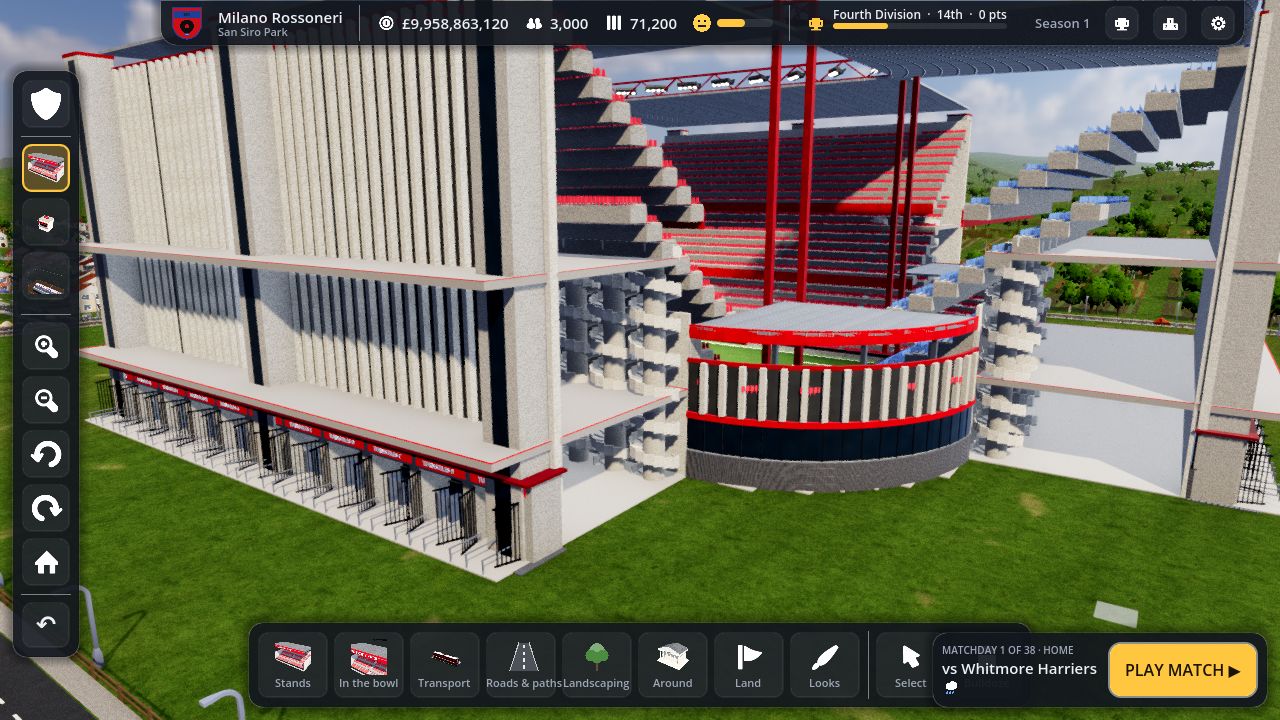 Milano Rossoneri
San Siro Park
£9,958,863,120
3,000
71,200
Fourth Division · 14th · 0 pts
Season 1
Stands
In the bowl
Transport
Roads & paths
Landscaping
Around
Land
Looks
Select
MATCHDAY 1 OF 38 · HOME
vs Whitmore Harriers
PLAY MATCH ▶